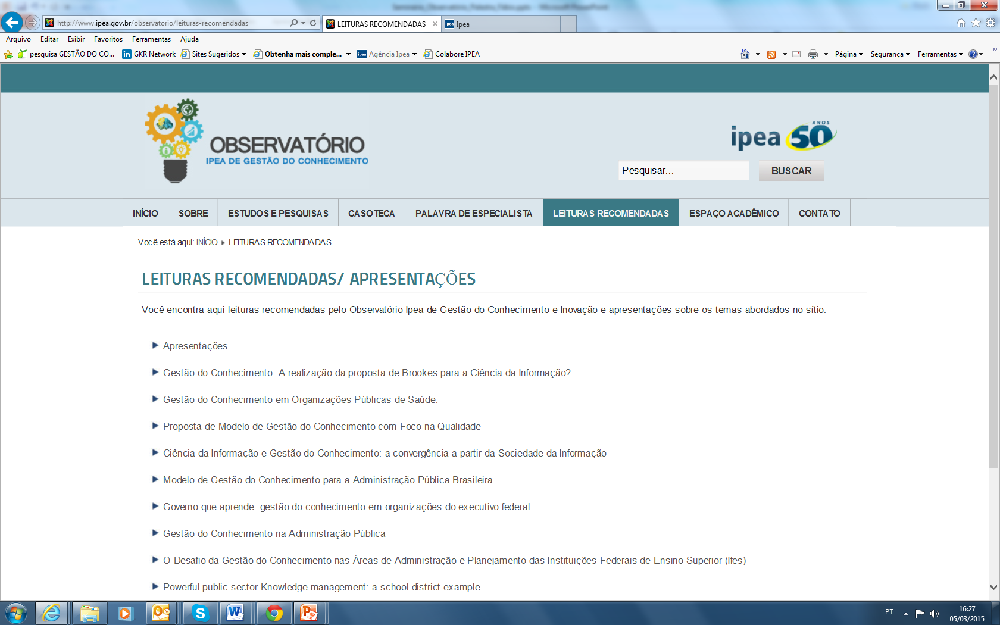 http://www.ipea.gov.br/observatorio/leituras-recomendadas
LEITURAS RECOMENDADAS
ipea Ipea
Arquivo Editar Exibir Favoritos Ferramentas Ajuda
pesquisa GESTÃO DO CO... GKR Network Sites Sugeridos Obtenha mais comple... ipea Agência Ipea Colabore IPEA Página Segurança Ferramentas
OBSERVATÓRIO
IPEA DE GESTÃO DO CONHECIMENTO
ANOS
ipea 50
Pesquisar... BUSCAR
INÍCIO SOBRE ESTUDOS E PESQUISAS CASOTECA PALAVRA DE ESPECIALISTA LEITURAS RECOMENDADAS ESPAÇO ACADÊMICO CONTATO
Você está aqui: INÍCIO LEITURAS RECOMENDADAS
LEITURAS RECOMENDADAS/ APRESENTAÇÕES
Você encontra aqui leituras recomendadas pelo Observatório Ipea de Gestão do Conhecimento e Inovação e apresentações sobre os temas abordados no sítio.
Apresentações
Gestão do Conhecimento: A realização da proposta de Brookes para a Ciência da Informação?
Gestão do Conhecimento em Organizações Públicas de Saúde.
Proposta de Modelo de Gestão do Conhecimento com Foco na Qualidade
Ciência da Informação e Gestão do Conhecimento: a convergência a partir da Sociedade da Informação
Modelo de Gestão do Conhecimento para a Administração Pública Brasileira
Governo que aprende: gestão do conhecimento em organizações do executivo federal
Gestão do Conhecimento na Administração Pública
O Desafio da Gestão do Conhecimento nas Áreas de Administração e Planejamento das Instituições Federais de Ensino Superior (Ifes)
Powerful public sector Knowledge management: a school district example
PT
16:27
05/03/2015